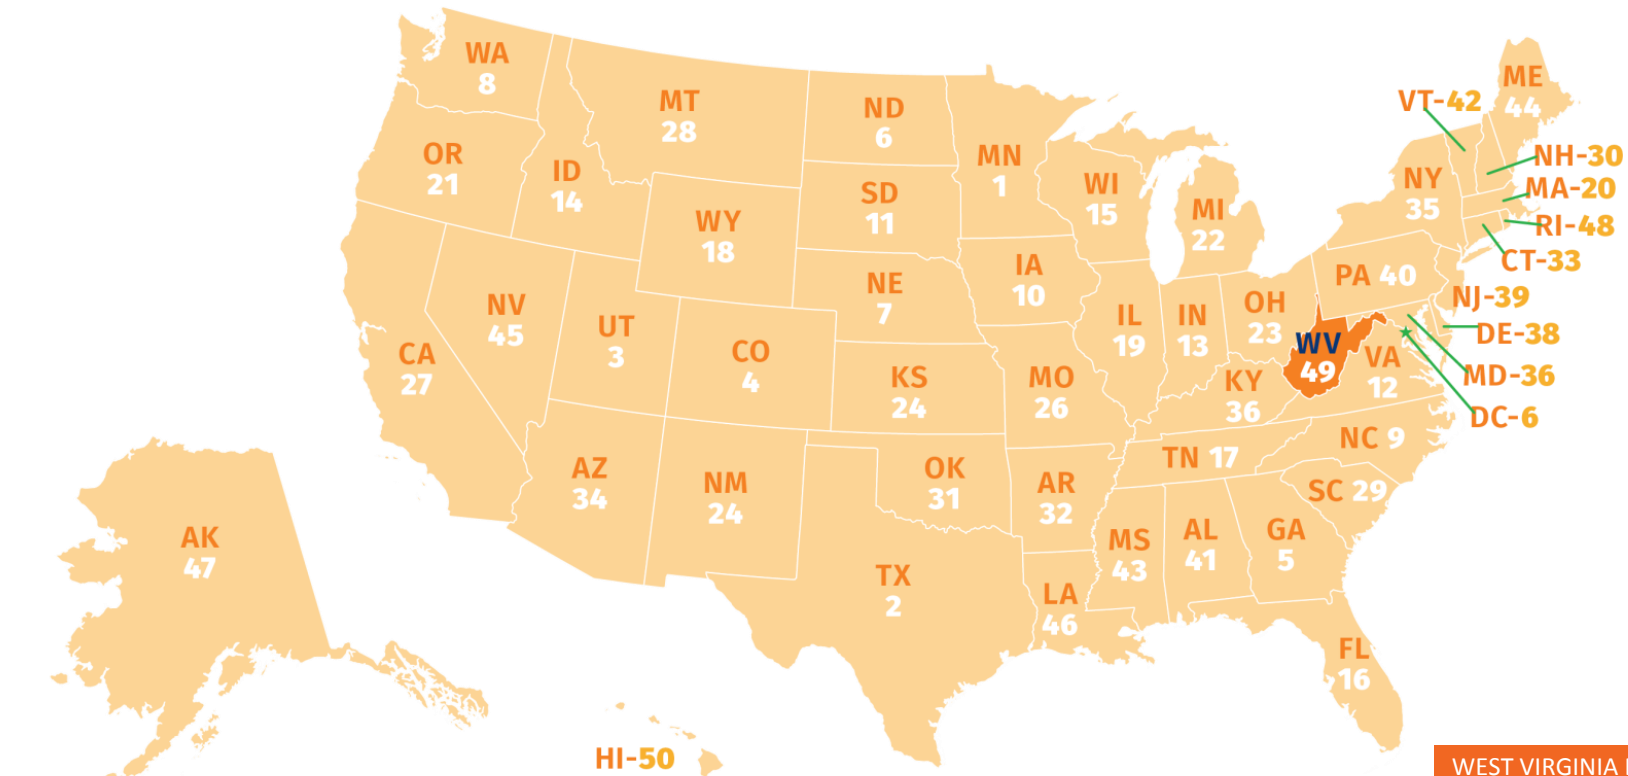 WA
8
MT
28
ND
6
MN
1
OR
21
ID
14
WY
18
SD
11
WI
15
MI
22
NY
35
VT-42
ME
44
NH-30
MA-20
RI-48
CT-33
NJ-39
DE-38
MD-36
DC-6
PA 40
NE
7
IA
10
IL
19
IN
13
OH
23
WV
49
VA
12
NV
45
UT
3
CO
4
CA
27
KS
24
MO
26
KY
36
NC 9
TN 17
SC 29
AZ
34
NM
24
OK
31
AR
32
MS
43
AL
41
GA
5
AK
47
TX
2
LA
46
FL
16
HI-50
WEST VIRGINIA